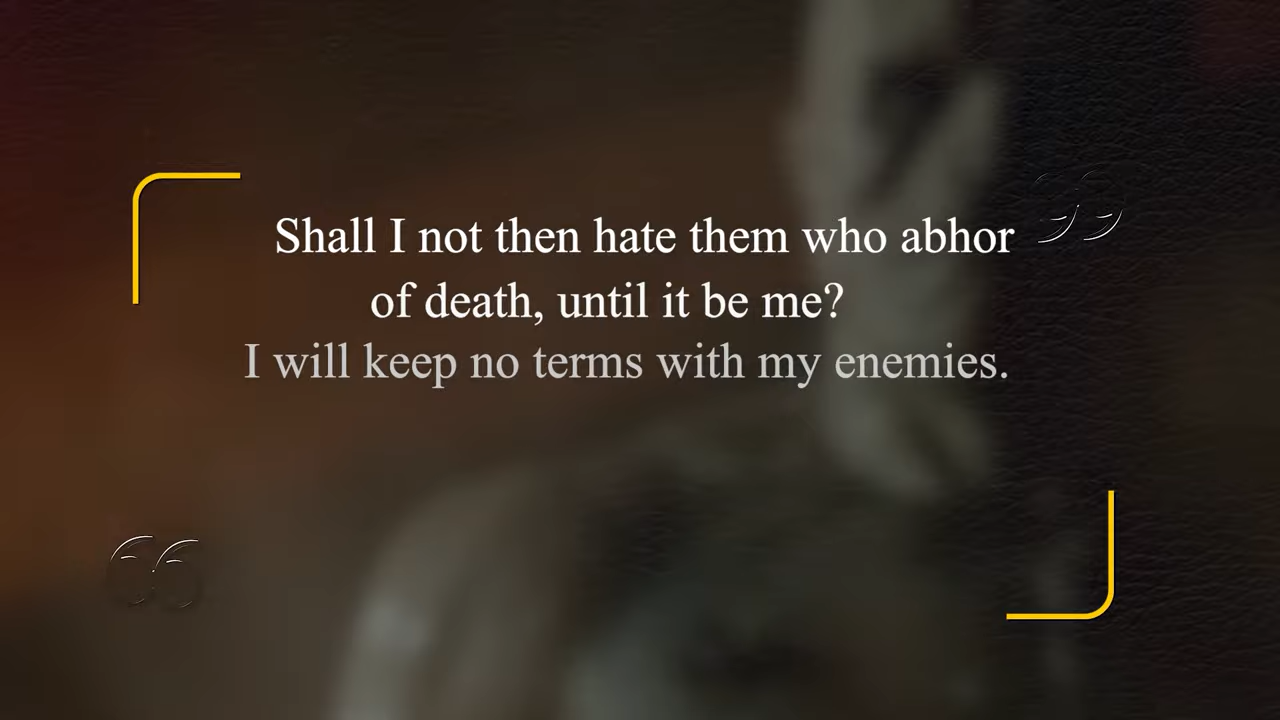 Shall I not then hate them who abhor
of death, until it be me?
I will keep no terms with my enemies.